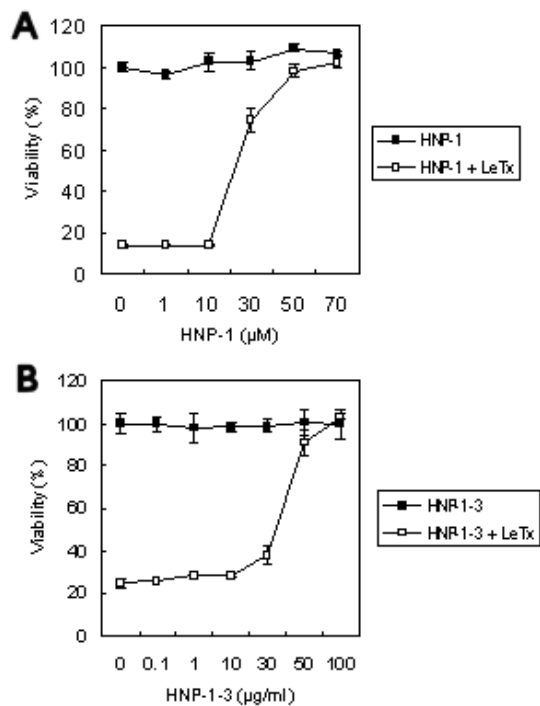 A
120
100
80
60
40
20
0
Viability (%)
0 1 10 30 50 70
HNP-1 (µM)
HNP-1
HNP-1 + LeTx
B
120
100
80
60
40
20
0
Viability (%)
0 0.1 1 10 30 50 100
HNP-1-3 (µg/ml)
HNP-1-3
HNP-1-3 + LeTx